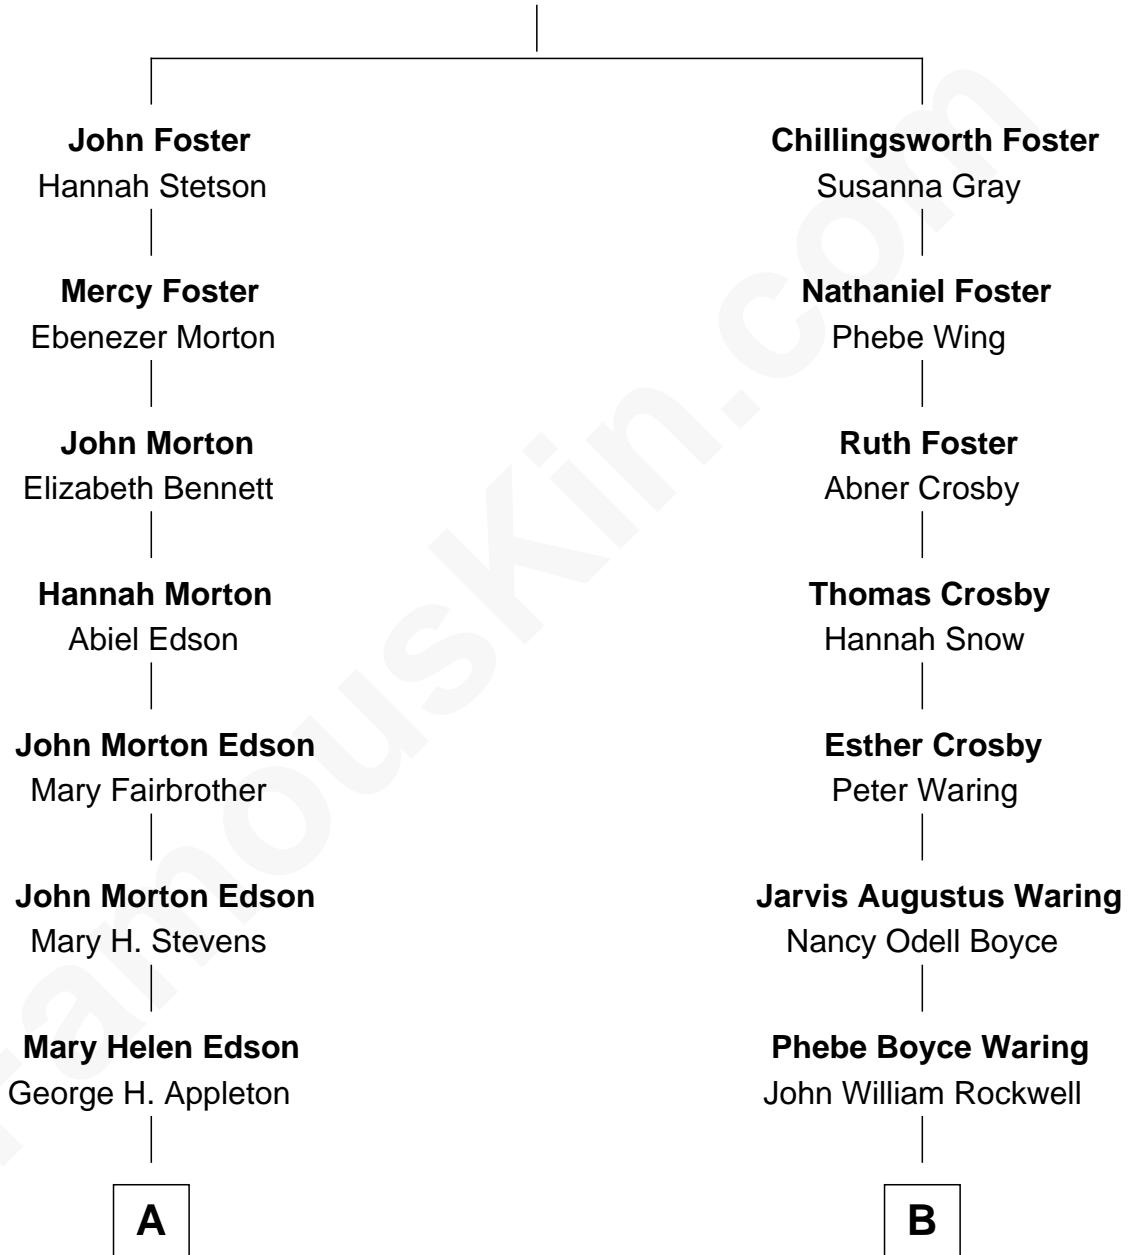 John Foster
Hannah Stetson
Mercy Foster
Ebenezer Morton
John Morton
Elizabeth Bennett
Hannah Morton
Abiel Edson
John Morton Edson
Mary Fairbrother
John Morton Edson
Mary H. Stevens
Mary Helen Edson
George H. Appleton
A
Chillingsworth Foster
Susanna Gray
Nathaniel Foster
Phebe Wing
Ruth Foster
Abner Crosby
Thomas Crosby
Hannah Snow
Esther Crosby
Peter Waring
Jarvis Augustus Waring
Nancy Odell Boyce
Phebe Boyce Waring
John William Rockwell
B
FamousKin.com